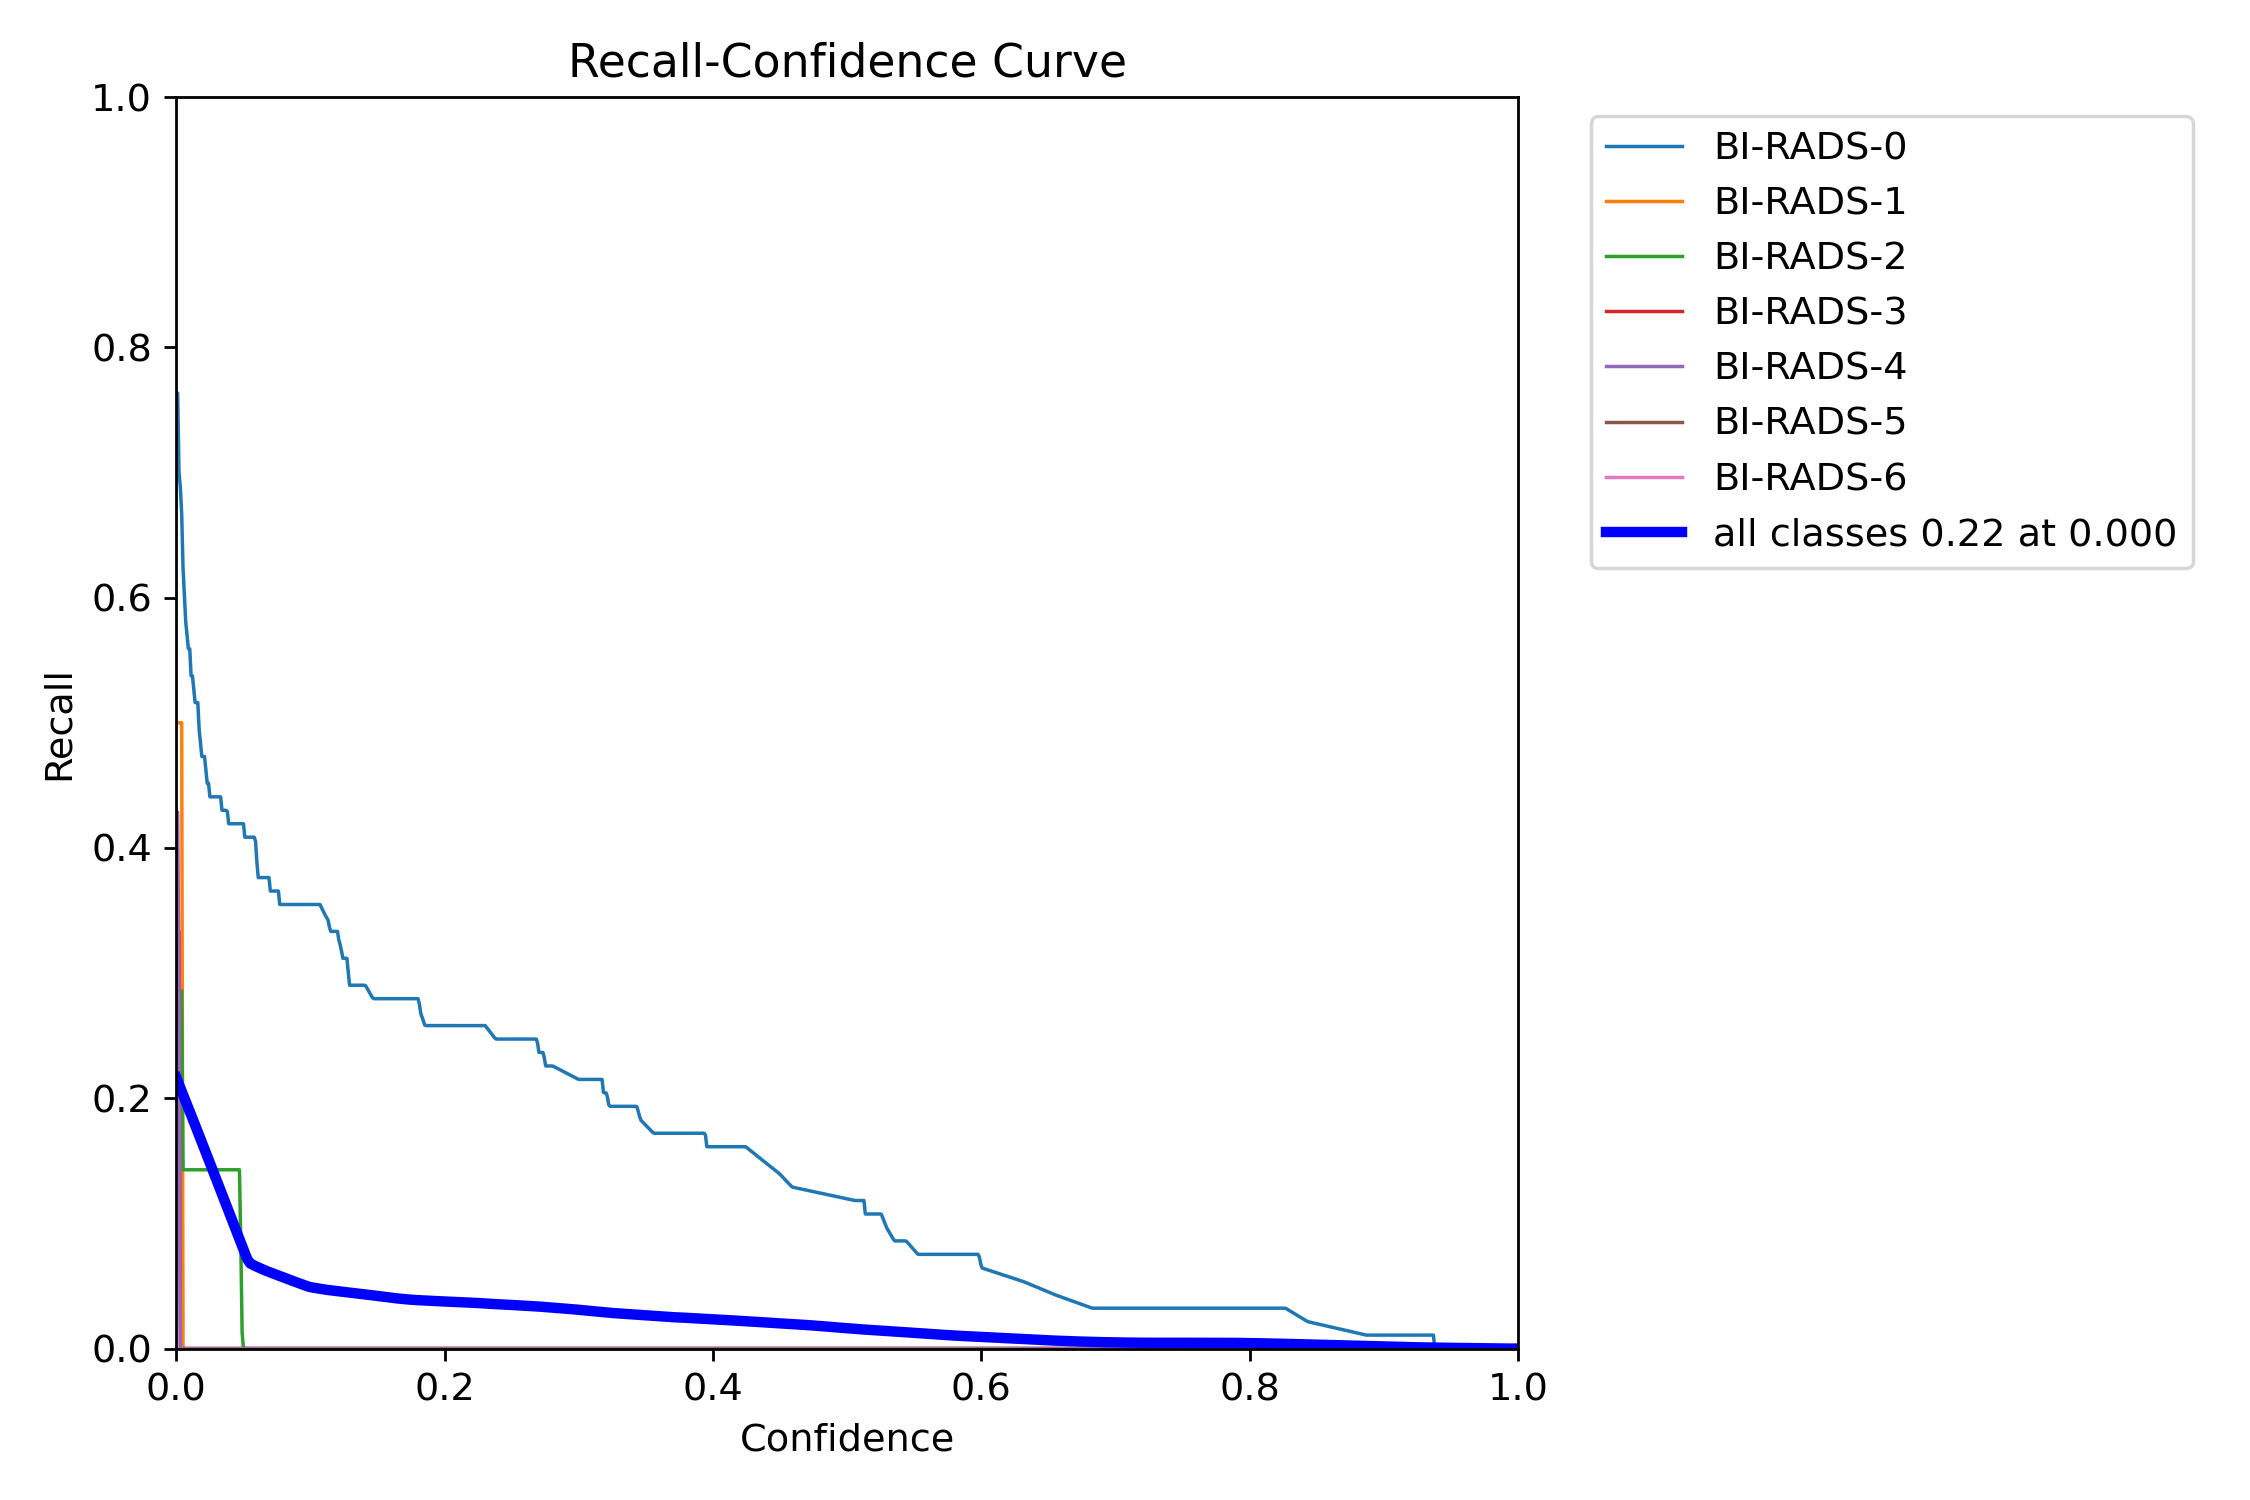 Recall-Confidence Curve
1.0
0.8
0.6
0.4
0.2
0.0
Recall
0.0 0.2 0.4 0.6 0.8 1.0
Confidence
BI-RADS-0
BI-RADS-1
BI-RADS-2
BI-RADS-3
BI-RADS-4
BI-RADS-5
BI-RADS-6
all classes 0.22 at 0.000